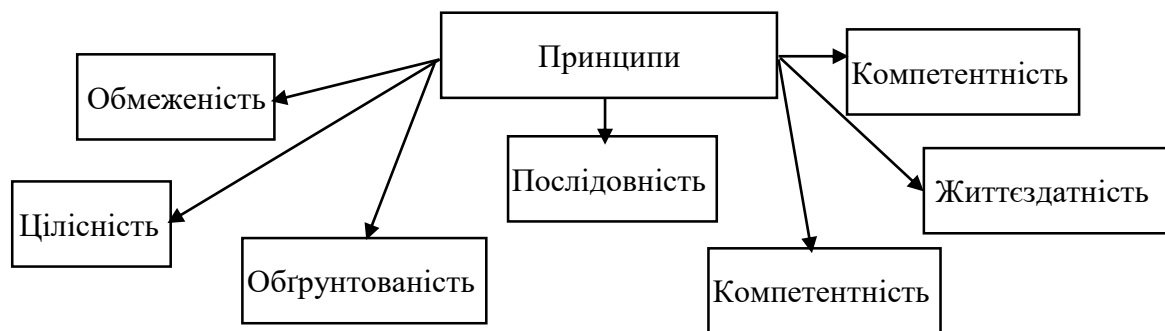 Принципи
Обмеженість
Компетентність
Послідовність
Життєздатність
Цілісність
Обґрунтованість
Компетентність